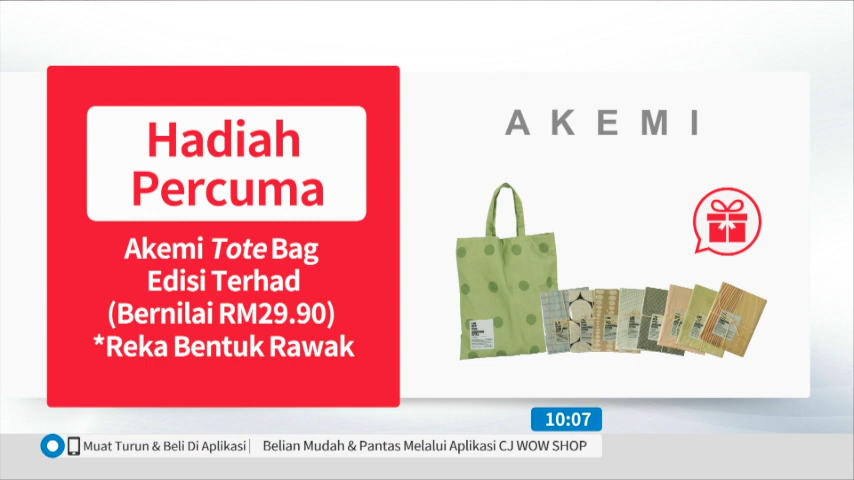 Hadiah
Percuma
Akemi Tote Bag
Edisi Terhad
(Bernilai RM29.90)
*Reka Bentuk Rawak
AKEMI
10:07
Muat Turun & Beli Di Aplikasi
Belian Mudah & Pantas Melalui Aplikasi CJ WOW SHOP